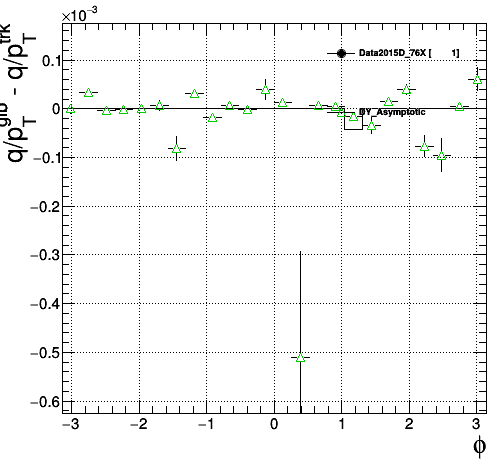 ×10⁻³
q/p_T^glb - q/p_T^trk
0.1
0
−0.1
−0.2
−0.3
−0.4
−0.5
−0.6
Data2015D_76X [ 1]
DY_Asymptotic
−3 −2 −1 0 1 2 3
ϕ